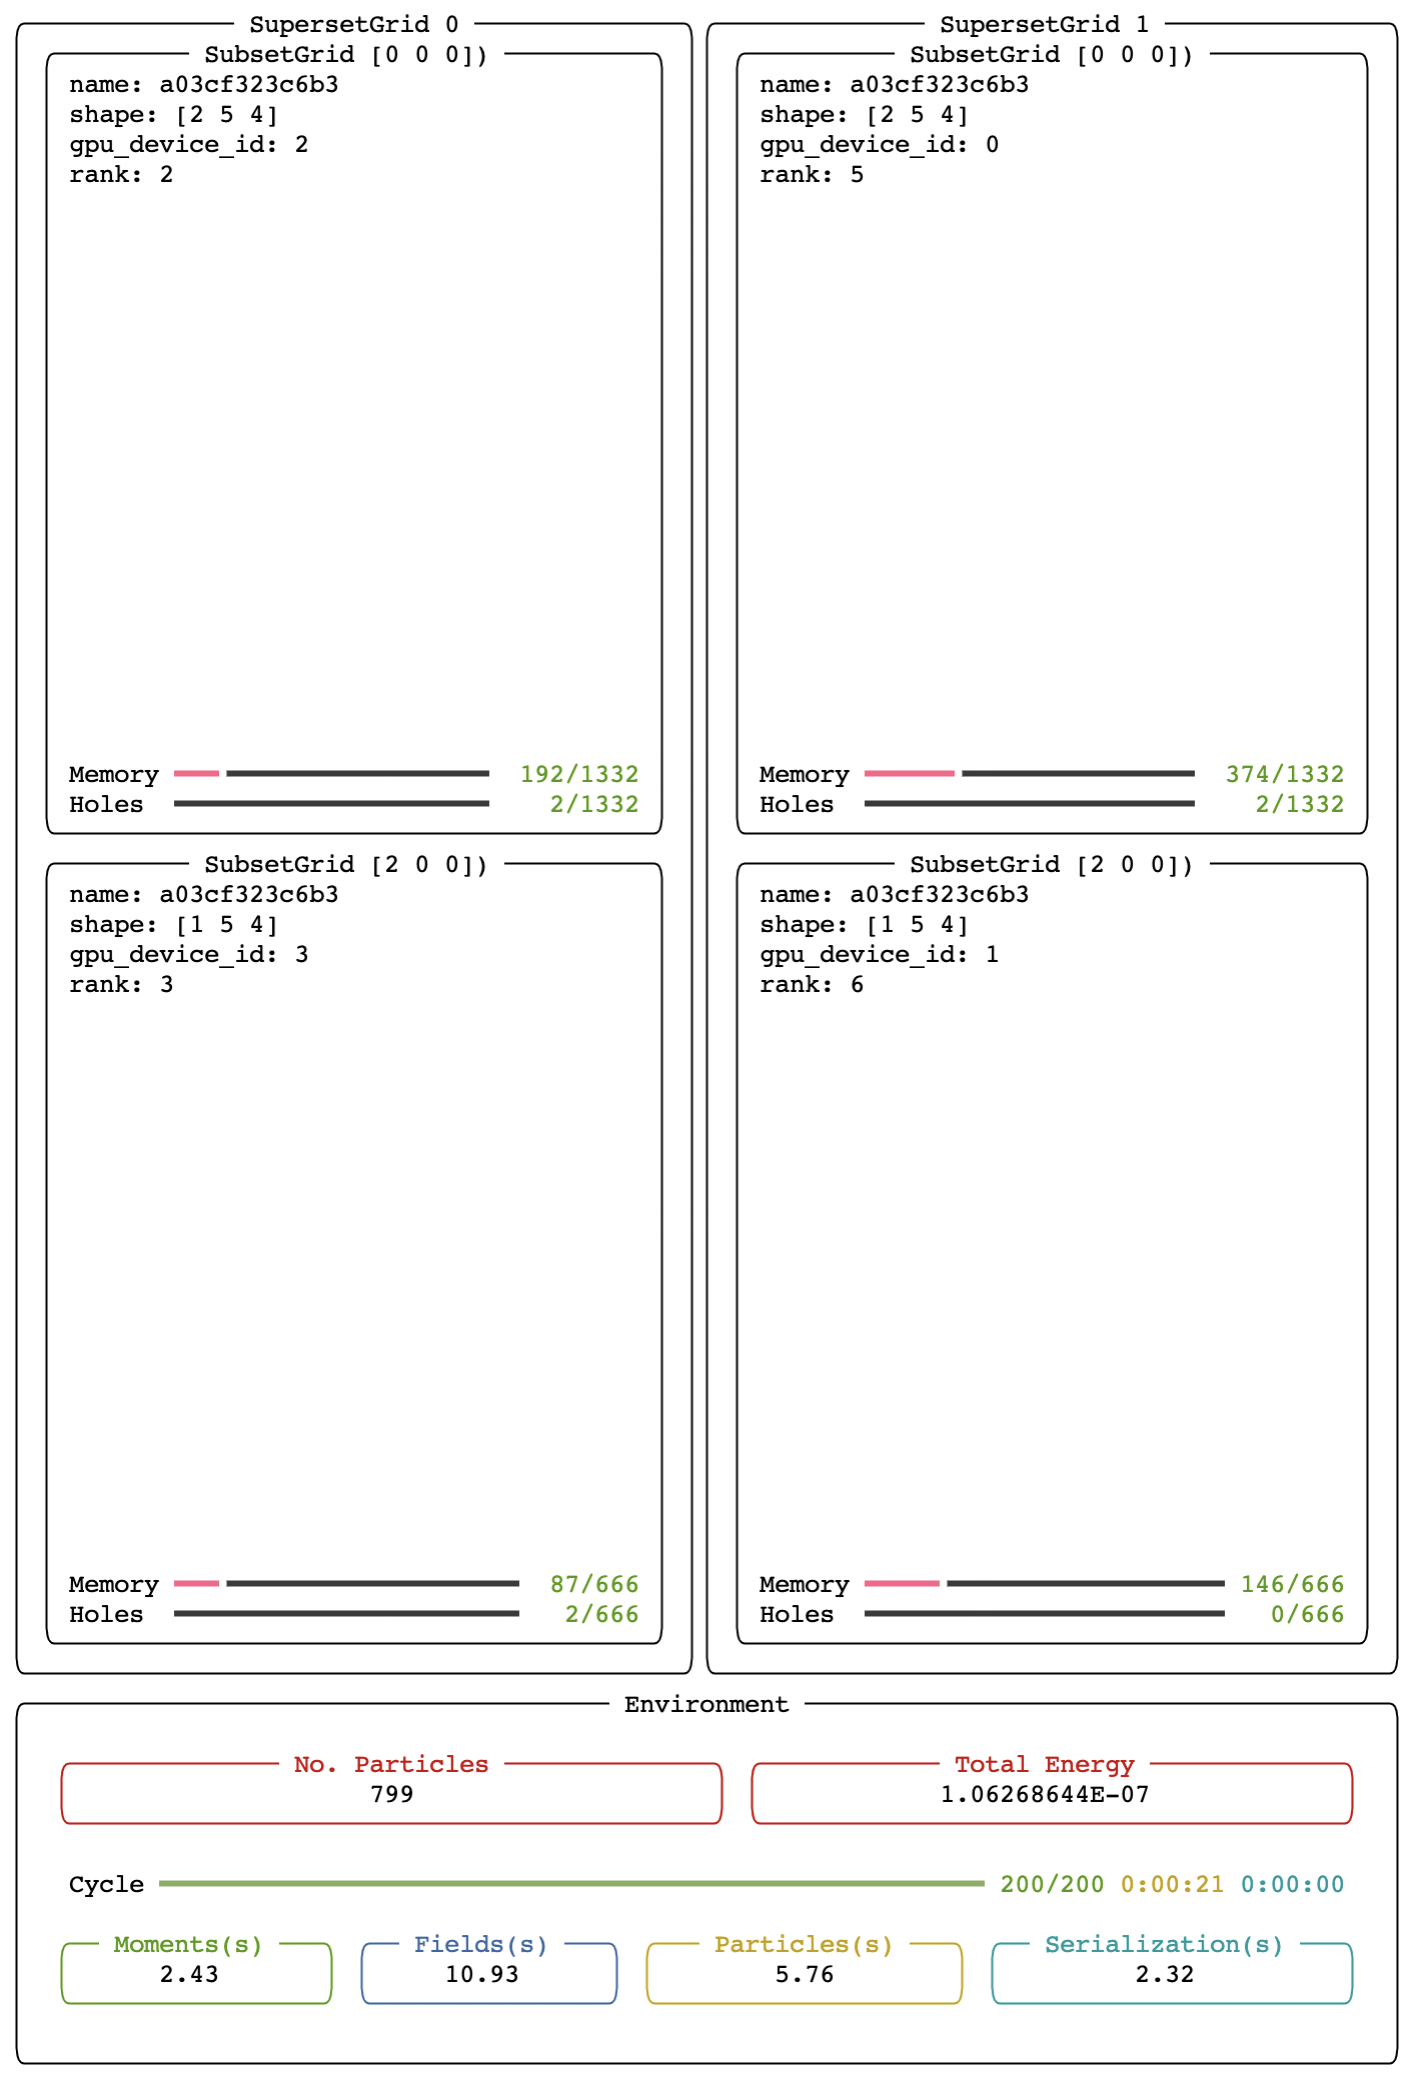 SupersetGrid 0
SubsetGrid [0 0 0])
name: a03cf323c6b3
shape: [2 5 4]
gpu_device_id: 2
rank: 2
Memory 192/1332
Holes 2/1332
SubsetGrid [2 0 0])
name: a03cf323c6b3
shape: [1 5 4]
gpu_device_id: 3
rank: 3
Memory 87/666
Holes 2/666
SupersetGrid 1
SubsetGrid [0 0 0])
name: a03cf323c6b3
shape: [2 5 4]
gpu_device_id: 0
rank: 5
Memory 374/1332
Holes 2/1332
SubsetGrid [2 0 0])
name: a03cf323c6b3
shape: [1 5 4]
gpu_device_id: 1
rank: 6
Memory 146/666
Holes 0/666
Environment
No. Particles
799
Total Energy
1.06268644E-07
Cycle 200/200 0:00:21 0:00:00
Moments(s)
2.43
Fields(s)
10.93
Particles(s)
5.76
Serialization(s)
2.32